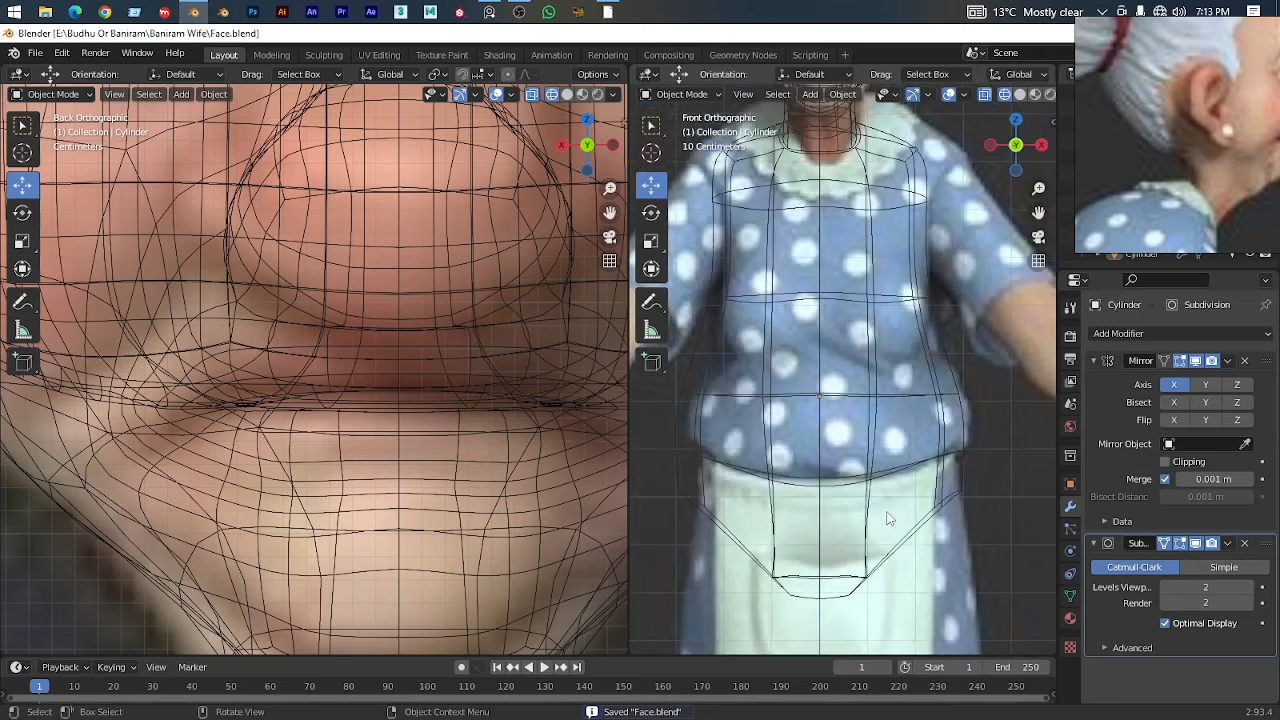 13°C Mostly clear 7:13 PM
Blender [E:\Budhu Or Baniram\Baniram Wife\Face.blend]
File Edit Render Window Help Layout Modeling Sculpting UV Editing Texture Paint Shading Animation Rendering Compositing Geometry Nodes Scripting + Scene
Orientation: Default Drag: Select Box Global Options
Orientation: Default Drag: Select Box Global
Object Mode View Select Add Object
Object Mode View Select Add Object
Back Orthographic
(1) Collection | Cylinder
Centimeters
Front Orthographic
(1) Collection | Cylinder
10 Centimeters
Cylinder
Cylinder Subdivision
Add Modifier
Mirror
Axis X Y Z
Bisect X Y Z
Flip X Y Z
Mirror Object
Clipping
Merge 0.001 m
Bisect Distanc 0.001 m
Data
Sub...
Catmull-Clark Simple
Levels Viewp... 2
Render 2
Optimal Display
Advanced
Playback Keying View Marker 1 Start 1 End 250
1 10 20 30 40 50 60 70 80 90 100 110 120 130 140 150 160 170 180 190 200 210 220 230 240 250
Select Box Select Rotate View Object Context Menu Saved "Face.blend" 2.93.4